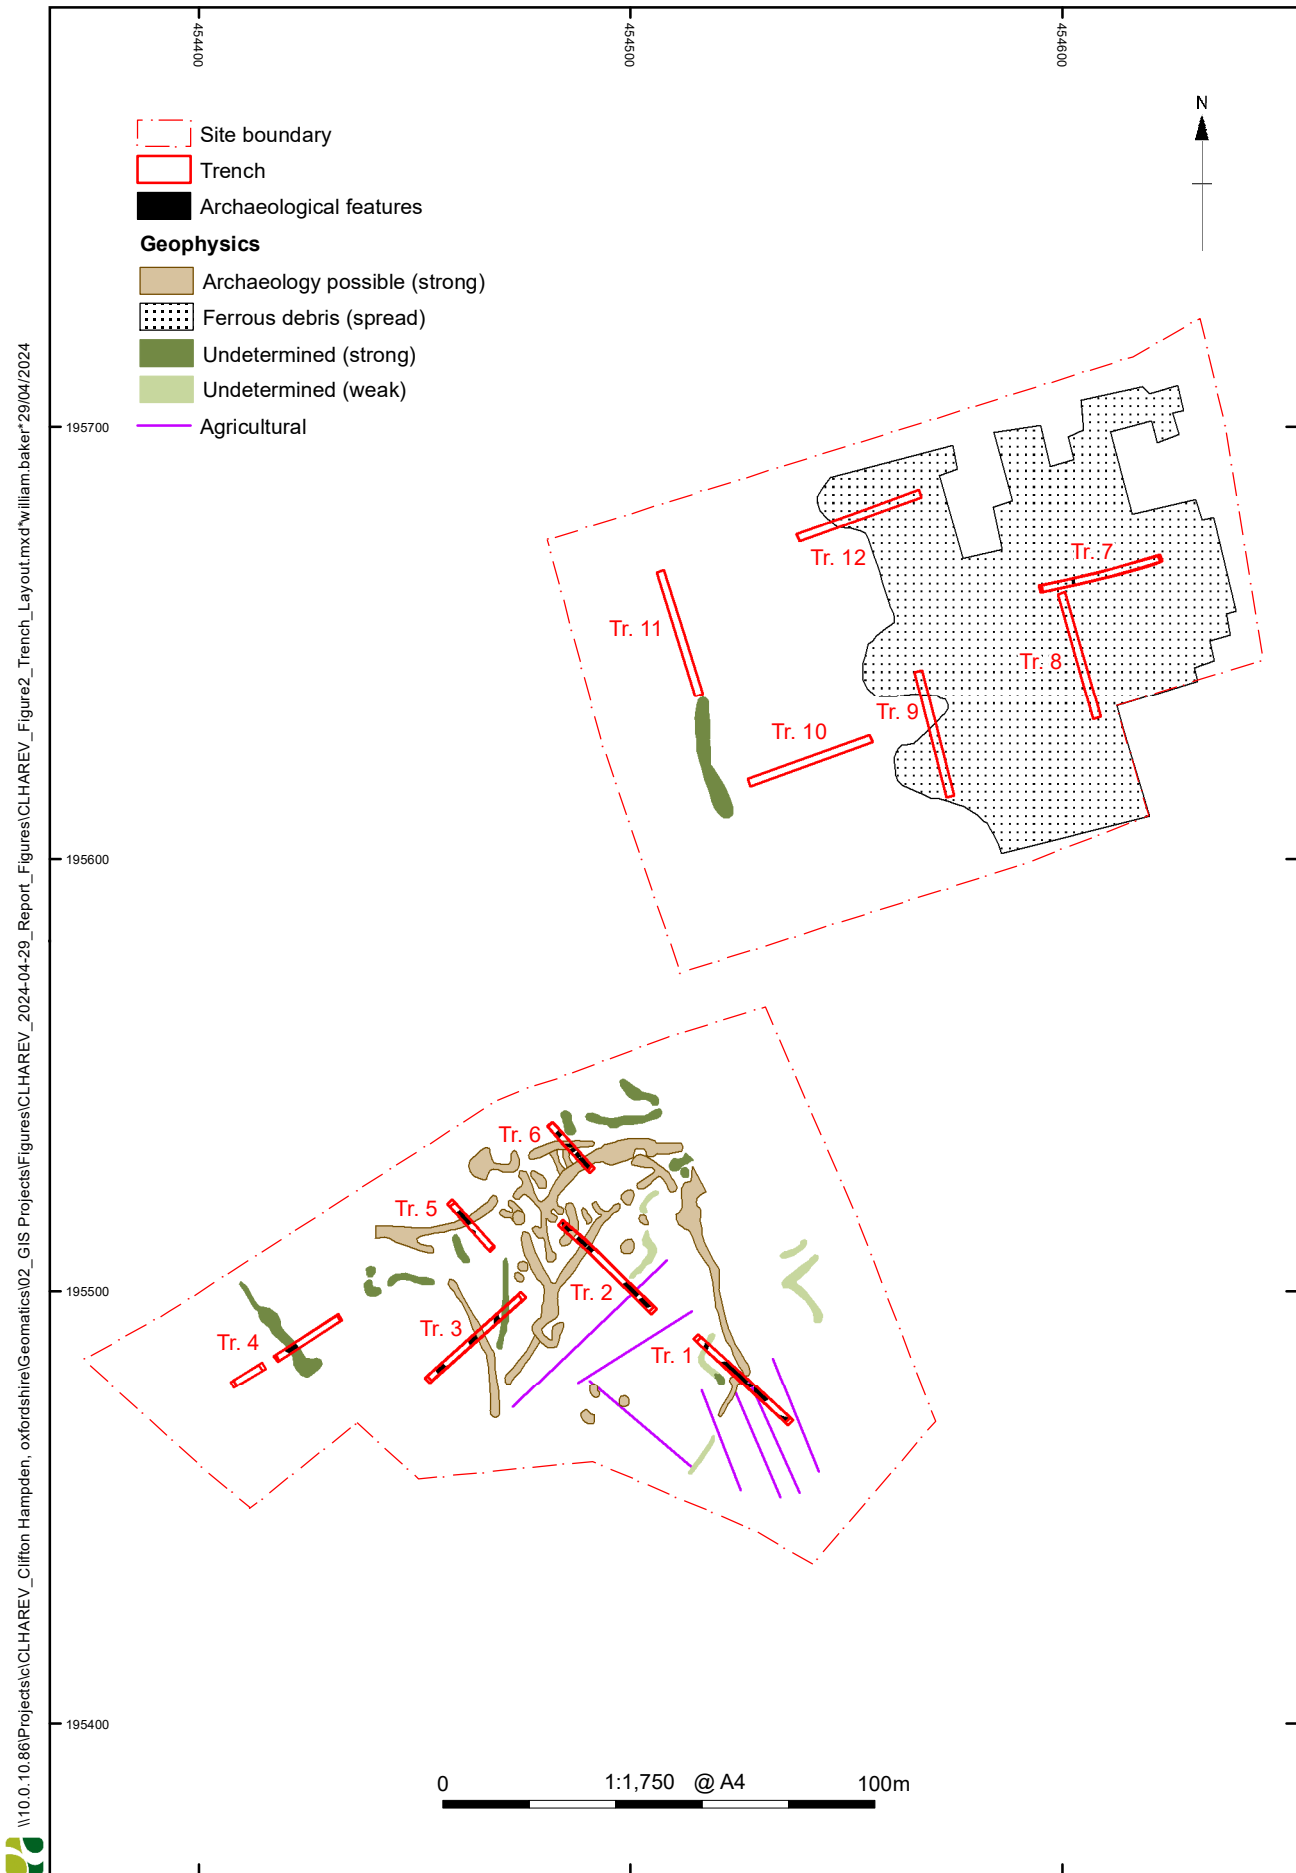 454400
454500
454600
N
Site boundary
Trench
Archaeological features
Geophysics
Archaeology possible (strong)
Ferrous debris (spread)
Undetermined (strong)
Undetermined (weak)
Agricultural
195700
Tr. 7
Tr. 12
Tr. 11
Tr. 8
Tr. 9
Tr. 10
195600
Tr. 6
Tr. 5
Tr. 2
195500
Tr. 3
Tr. 4
Tr. 1
195400
0 1:1,750 @ A4 100m
\\10.0.10.86\Projects\c\CLHAREV_Clifton Hampden, oxfordshire\Geomatics\02_GIS Projects\Figures\CLHAREV_2024-04-29_Report_Figures\CLHAREV_Figure2_Trench_Layout.mxd*william.baker*29/04/2024